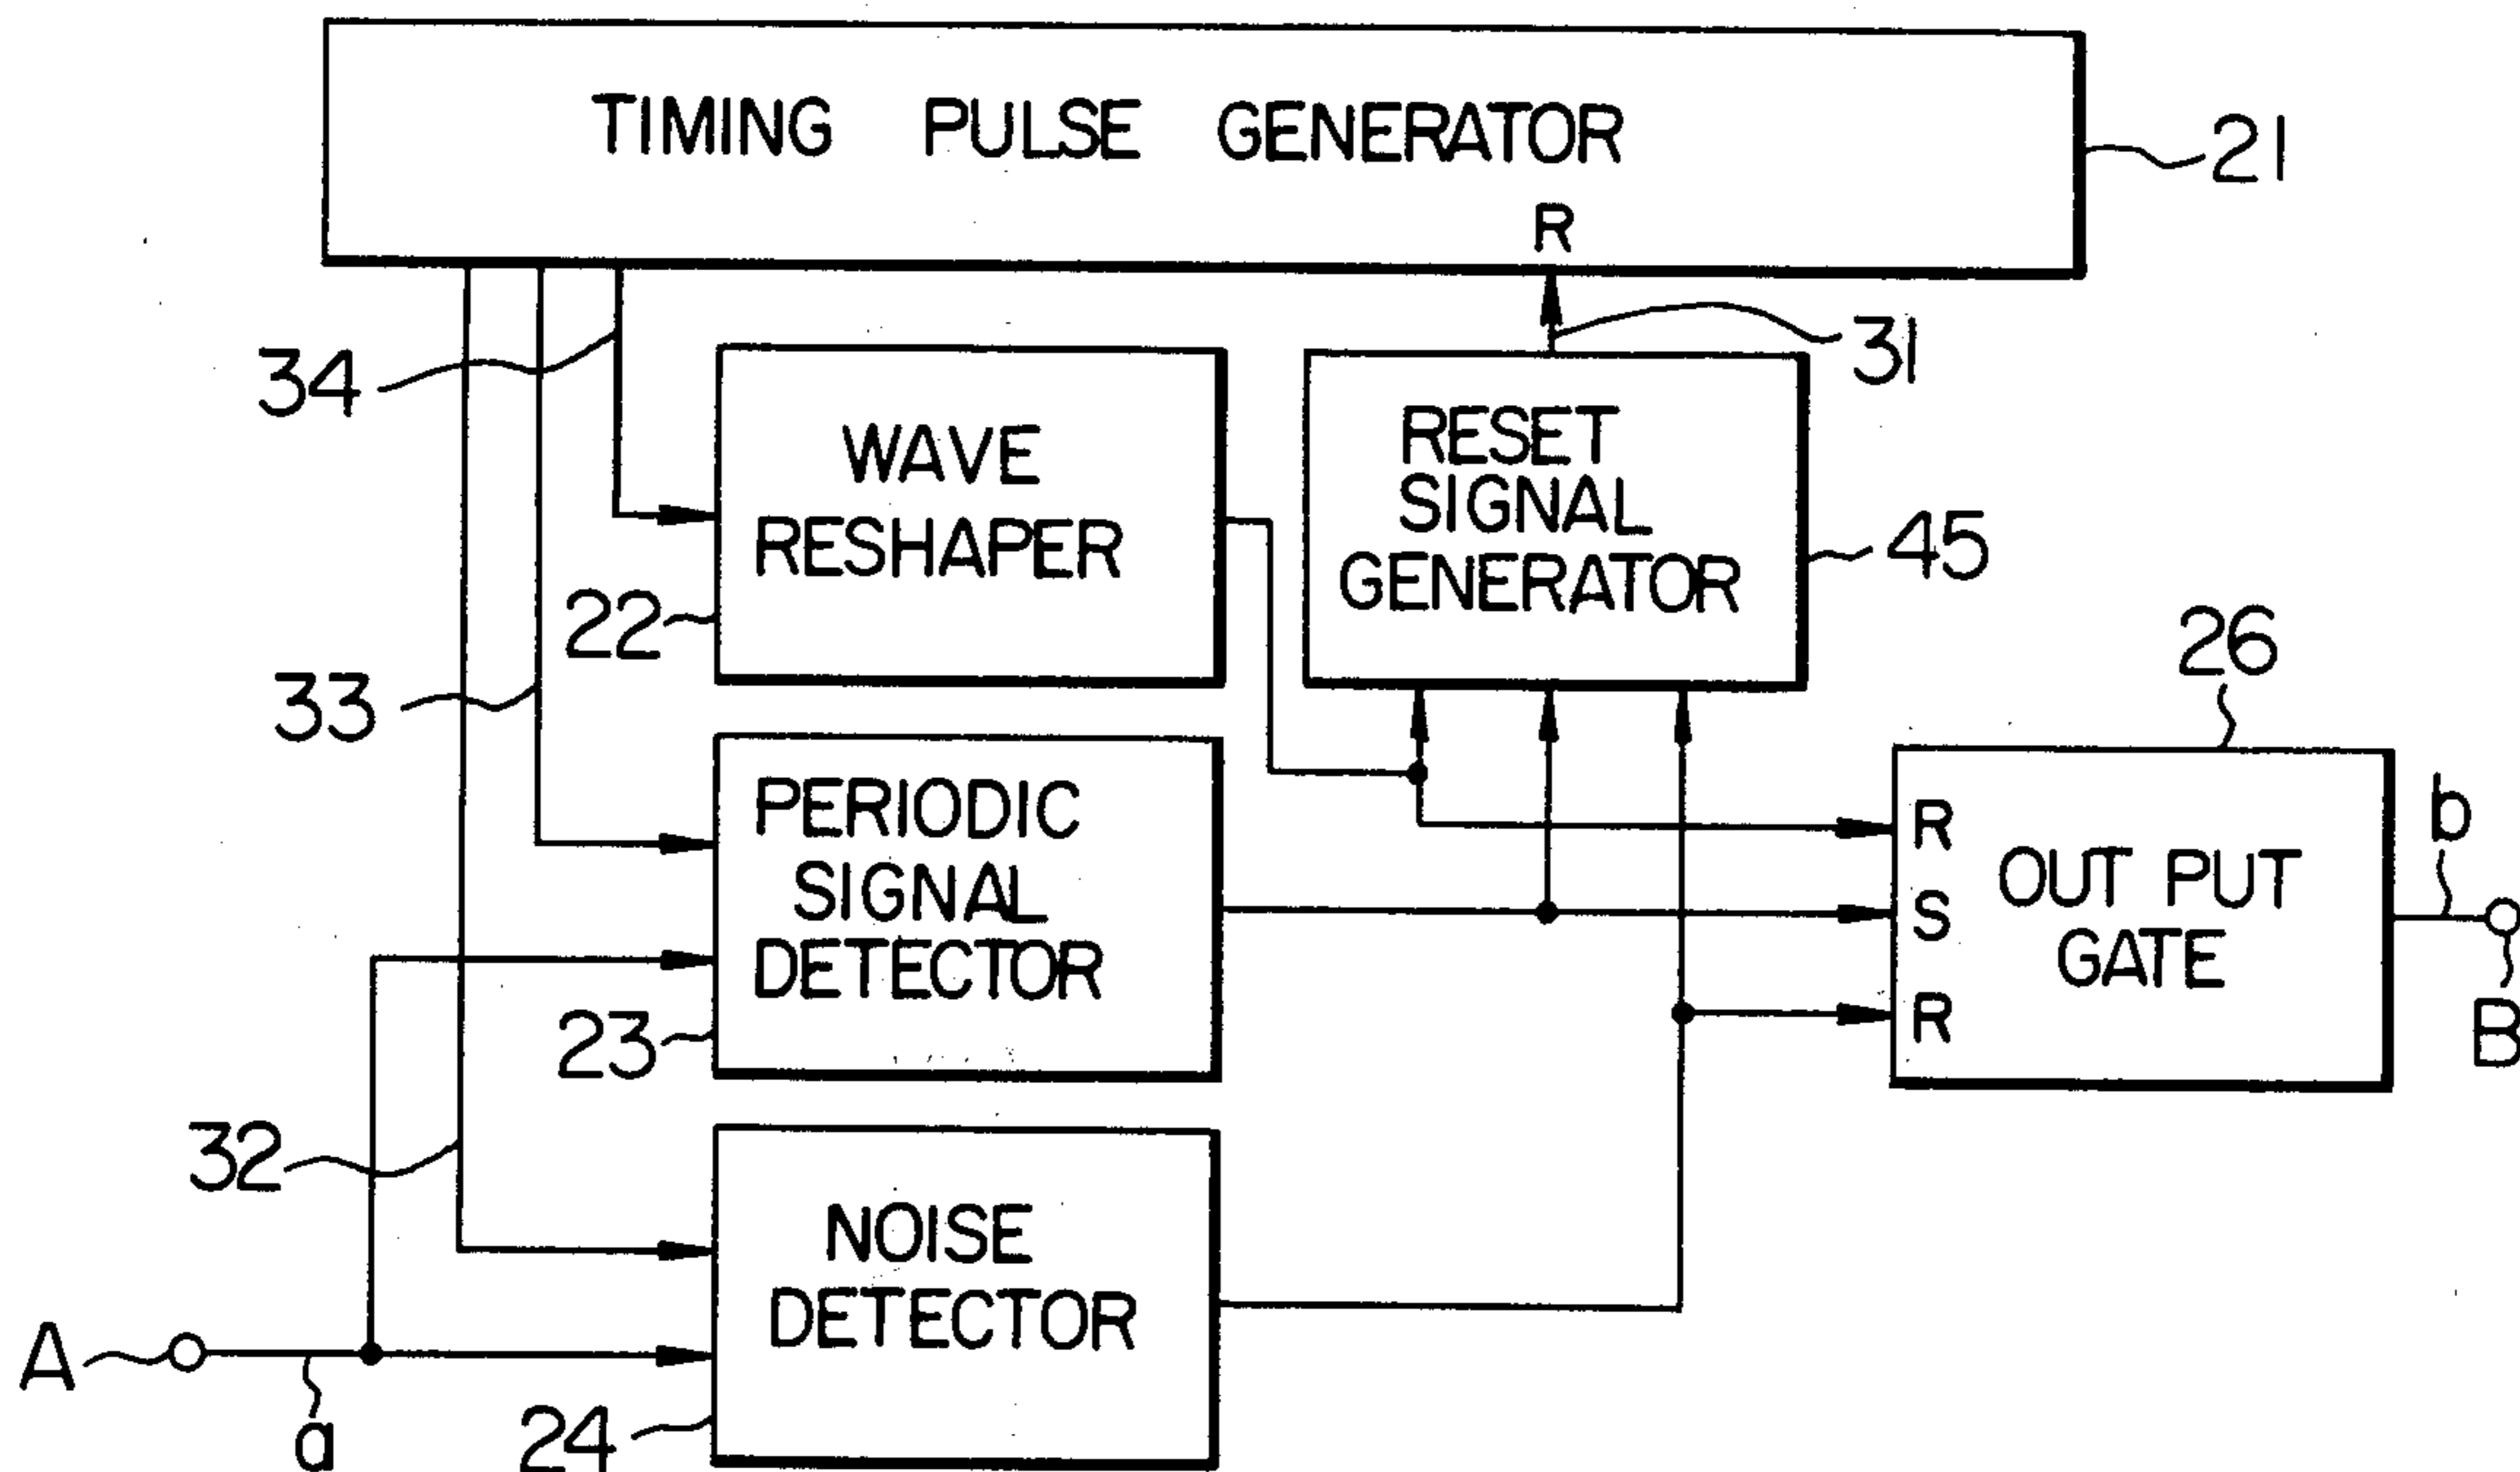 TIMING PULSE GENERATOR
21
R
31
34
WAVE
RESHAPER
22
RESET
SIGNAL
GENERATOR
45
33
26
PERIODIC
SIGNAL
DETECTOR
23
R
S
R
OUT PUT
GATE
b
B
32
NOISE
DETECTOR
24
A
a